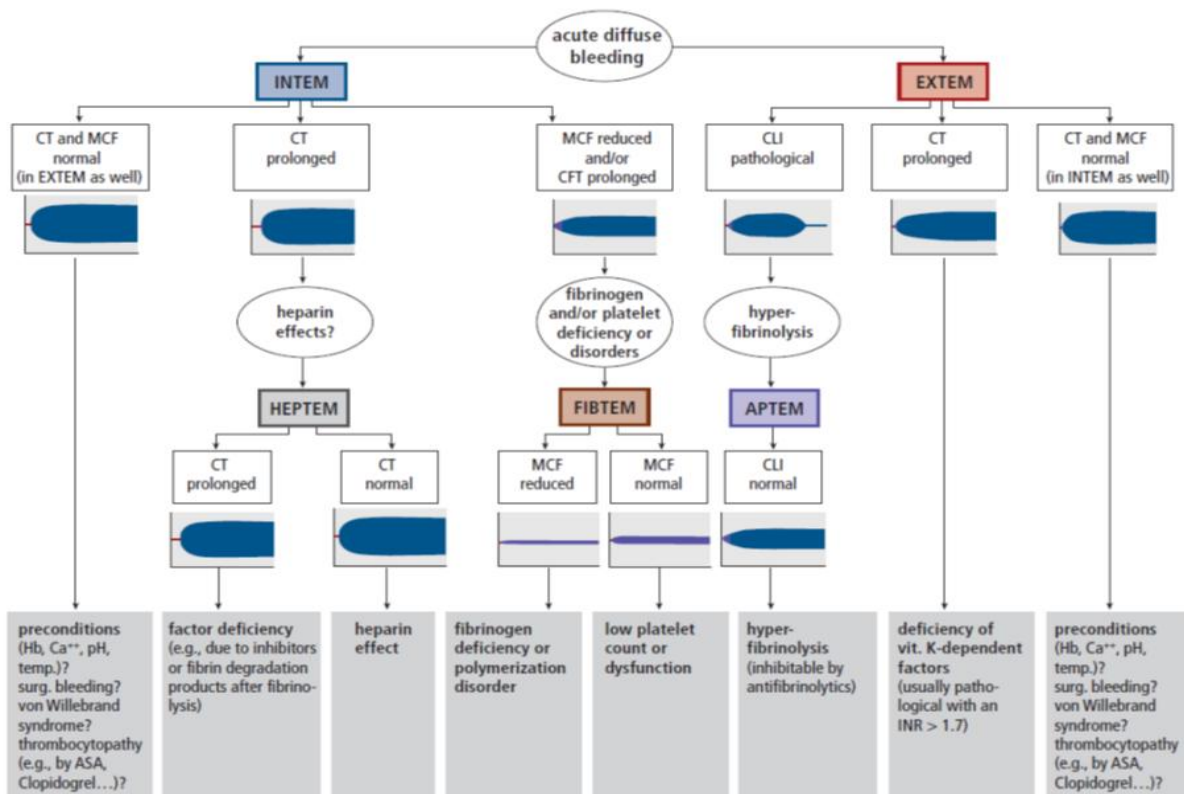 acute diffuse
bleeding
INTEM
EXTEM
CT and MCF
normal
(in EXTEM as well)
CT
prolonged
MCF reduced
and/or
CFT prolonged
CLI
pathological
CT
prolonged
CT and MCF
normal
(in INTEM as well)
heparin
effects?
fibrinogen
and/or platelet
deficiency or
disorders
hyper-
fibrinolysis
HEPTEM
FIBTEM
APTEM
CT
prolonged
CT
normal
MCF
reduced
MCF
normal
CLI
normal
preconditions
(Hb, Ca⁺⁺, pH,
temp.)?
surg. bleeding?
von Willebrand
syndrome?
thrombocytopathy
(e.g., by ASA,
Clopidogrel…)?
factor deficiency
(e.g., due to inhibitors
or fibrin degradation
products after fibrino-
lysis)
heparin
effect
fibrinogen
deficiency or
polymerization
disorder
low platelet
count or
dysfunction
hyper-
fibrinolysis
(inhibitable by
antifibrinolytics)
deficiency of
vit. K-dependent
factors
(usually patho-
logical with an
INR > 1.7)
preconditions
(Hb, Ca⁺⁺, pH,
temp.)?
surg. bleeding?
von Willebrand
syndrome?
thrombocytopathy
(e.g., by ASA,
Clopidogrel…)?